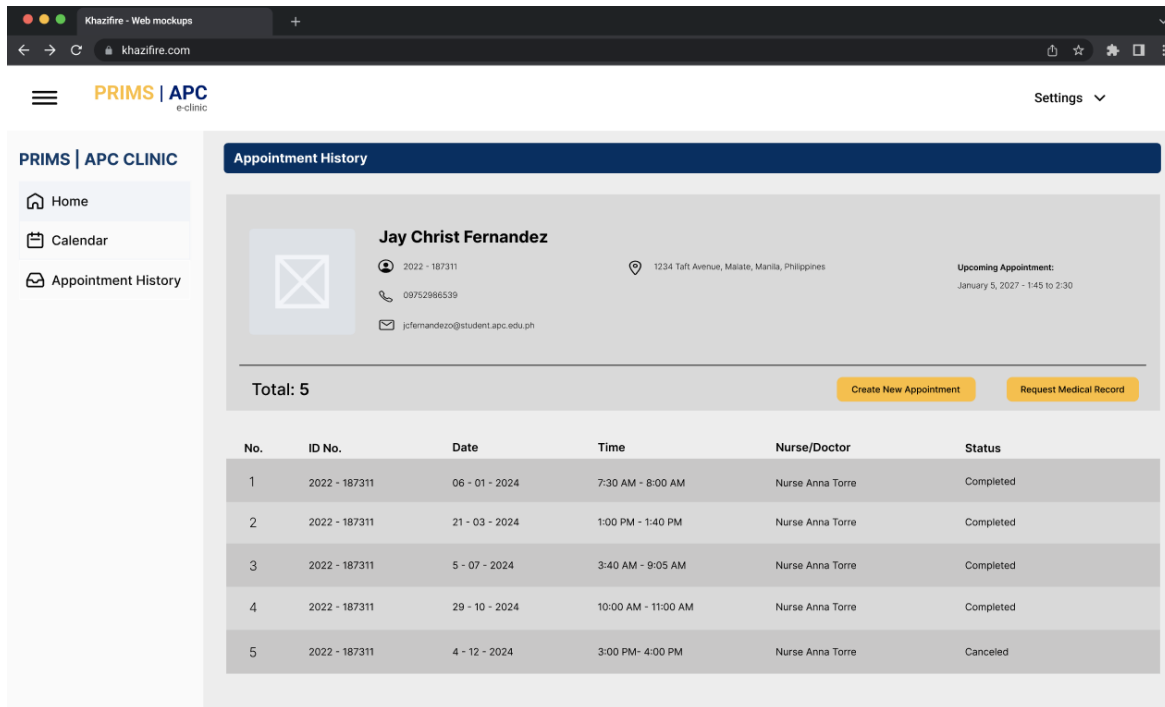 Khazifire - Web mockups
khazifire.com
PRIMS | APC
e-clinic
Settings
PRIMS | APC CLINIC
Home
Calendar
Appointment History
Appointment History
Jay Christ Fernandez
2022 - 187311
1234 Taft Avenue, Malate, Manila, Philippines
Upcoming Appointment:
January 5, 2027 - 1:45 to 2:30
09752986539
jcfernandezo@student.apc.edu.ph
Total: 5
Create New Appointment
Request Medical Record
No. ID No. Date Time Nurse/Doctor Status
1 2022 - 187311 06 - 01 - 2024 7:30 AM - 8:00 AM Nurse Anna Torre Completed
2 2022 - 187311 21 - 03 - 2024 1:00 PM - 1:40 PM Nurse Anna Torre Completed
3 2022 - 187311 5 - 07 - 2024 3:40 AM - 9:05 AM Nurse Anna Torre Completed
4 2022 - 187311 29 - 10 - 2024 10:00 AM - 11:00 AM Nurse Anna Torre Completed
5 2022 - 187311 4 - 12 - 2024 3:00 PM- 4:00 PM Nurse Anna Torre Canceled